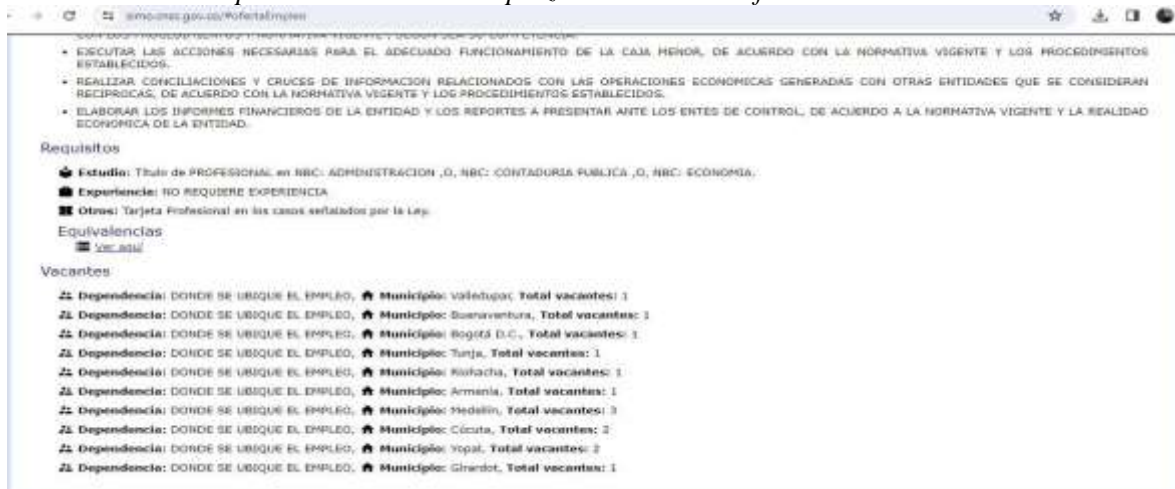 simo.cnsc.gov.co/#ofertaEmpleo
CON LOS PROCEDIMIENTOS Y NORMATIVA VIGENTE, SEGÚN SEA SU COMPETENCIA.
• EJECUTAR LAS ACCIONES NECESARIAS PARA EL ADECUADO FUNCIONAMIENTO DE LA CAJA MENOR, DE ACUERDO CON LA NORMATIVA VIGENTE Y LOS PROCEDIMIENTOS
ESTABLECIDOS.
• REALIZAR CONCILIACIONES Y CRUCES DE INFORMACION RELACIONADOS CON LAS OPERACIONES ECONOMICAS GENERADAS CON OTRAS ENTIDADES QUE SE CONSIDERAN
RECIPROCAS, DE ACUERDO CON LA NORMATIVA VIGENTE Y LOS PROCEDIMIENTOS ESTABLECIDOS.
• ELABORAR LOS INFORMES FINANCIEROS DE LA ENTIDAD Y LOS REPORTES A PRESENTAR ANTE LOS ENTES DE CONTROL, DE ACUERDO A LA NORMATIVA VIGENTE Y LA REALIDAD
ECONOMICA DE LA ENTIDAD.
Requisitos
Estudio: Título de PROFESIONAL en NBC: ADMINISTRACION ,O, NBC: CONTADURIA PUBLICA ,O, NBC: ECONOMIA.
Experiencia: NO REQUIERE EXPERIENCIA
Otros: Tarjeta Profesional en los casos señalados por la Ley.
Equivalencias
Ver aquí
Vacantes
Dependencia: DONDE SE UBIQUE EL EMPLEO, Municipio: Valledupar, Total vacantes: 1
Dependencia: DONDE SE UBIQUE EL EMPLEO, Municipio: Buenaventura, Total vacantes: 1
Dependencia: DONDE SE UBIQUE EL EMPLEO, Municipio: Bogotá D.C., Total vacantes: 1
Dependencia: DONDE SE UBIQUE EL EMPLEO, Municipio: Tunja, Total vacantes: 1
Dependencia: DONDE SE UBIQUE EL EMPLEO, Municipio: Riohacha, Total vacantes: 1
Dependencia: DONDE SE UBIQUE EL EMPLEO, Municipio: Armenia, Total vacantes: 1
Dependencia: DONDE SE UBIQUE EL EMPLEO, Municipio: Medellín, Total vacantes: 3
Dependencia: DONDE SE UBIQUE EL EMPLEO, Municipio: Cúcuta, Total vacantes: 2
Dependencia: DONDE SE UBIQUE EL EMPLEO, Municipio: Yopal, Total vacantes: 2
Dependencia: DONDE SE UBIQUE EL EMPLEO, Municipio: Girardot, Total vacantes: 1